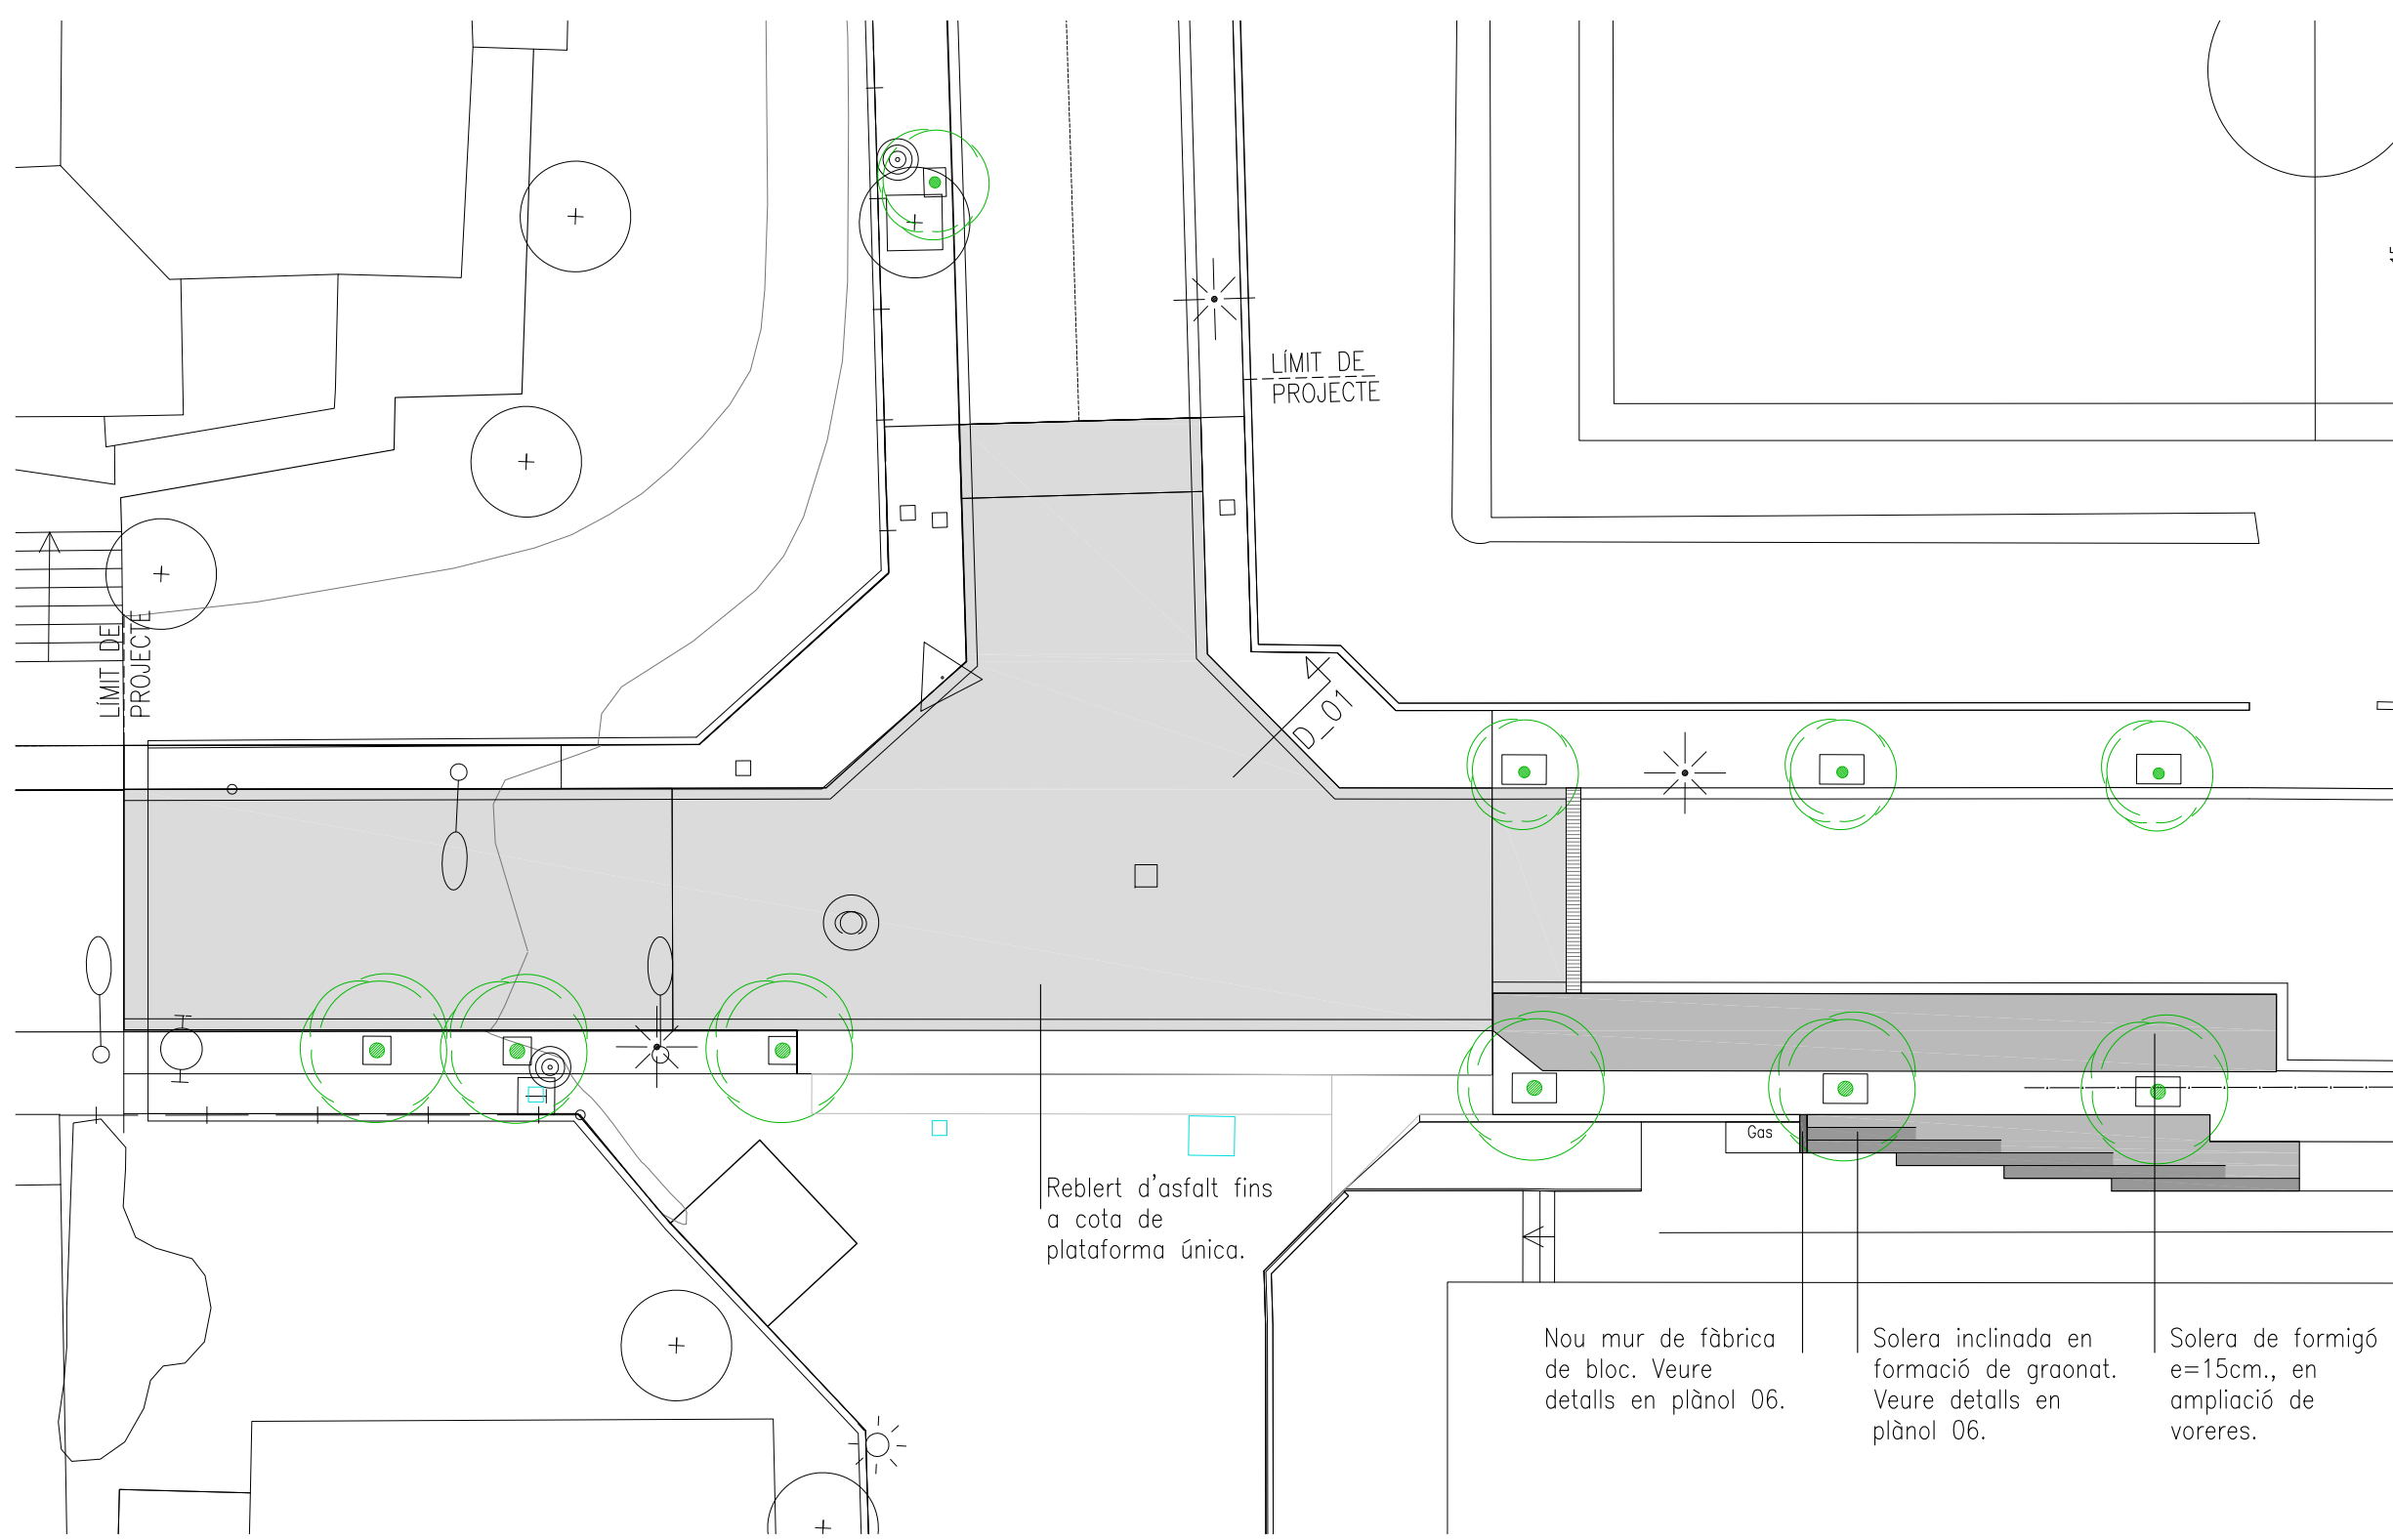 LÍMIT DE
PROJECTE
LÍMIT DE
PROJECTE
D_01
Gas
Reblert d'asfalt fins
a cota de
plataforma única.
Nou mur de fàbrica
de bloc. Veure
detalls en plànol 06.
Solera inclinada en
formació de graonat.
Veure detalls en
plànol 06.
Solera de formigó
e=15cm., en
ampliació de
voreres.